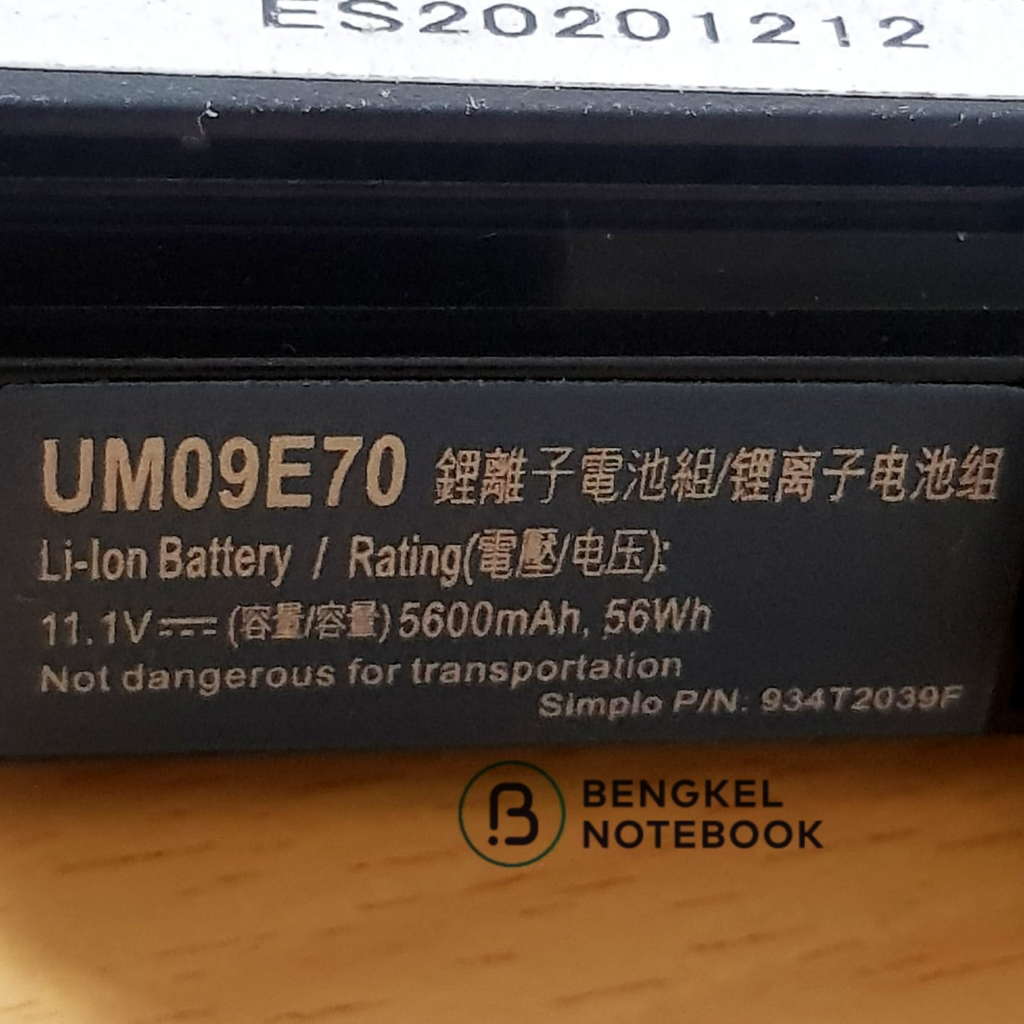 ES20201212
UM09E70 鋰離子電池組/锂离子电池组
Li-Ion Battery / Rating(電壓/电压):
11.1V⎓(容量/容量)5600mAh, 56Wh
Not dangerous for transportation
Simplo P/N: 934T2039F
BENGKEL
NOTEBOOK